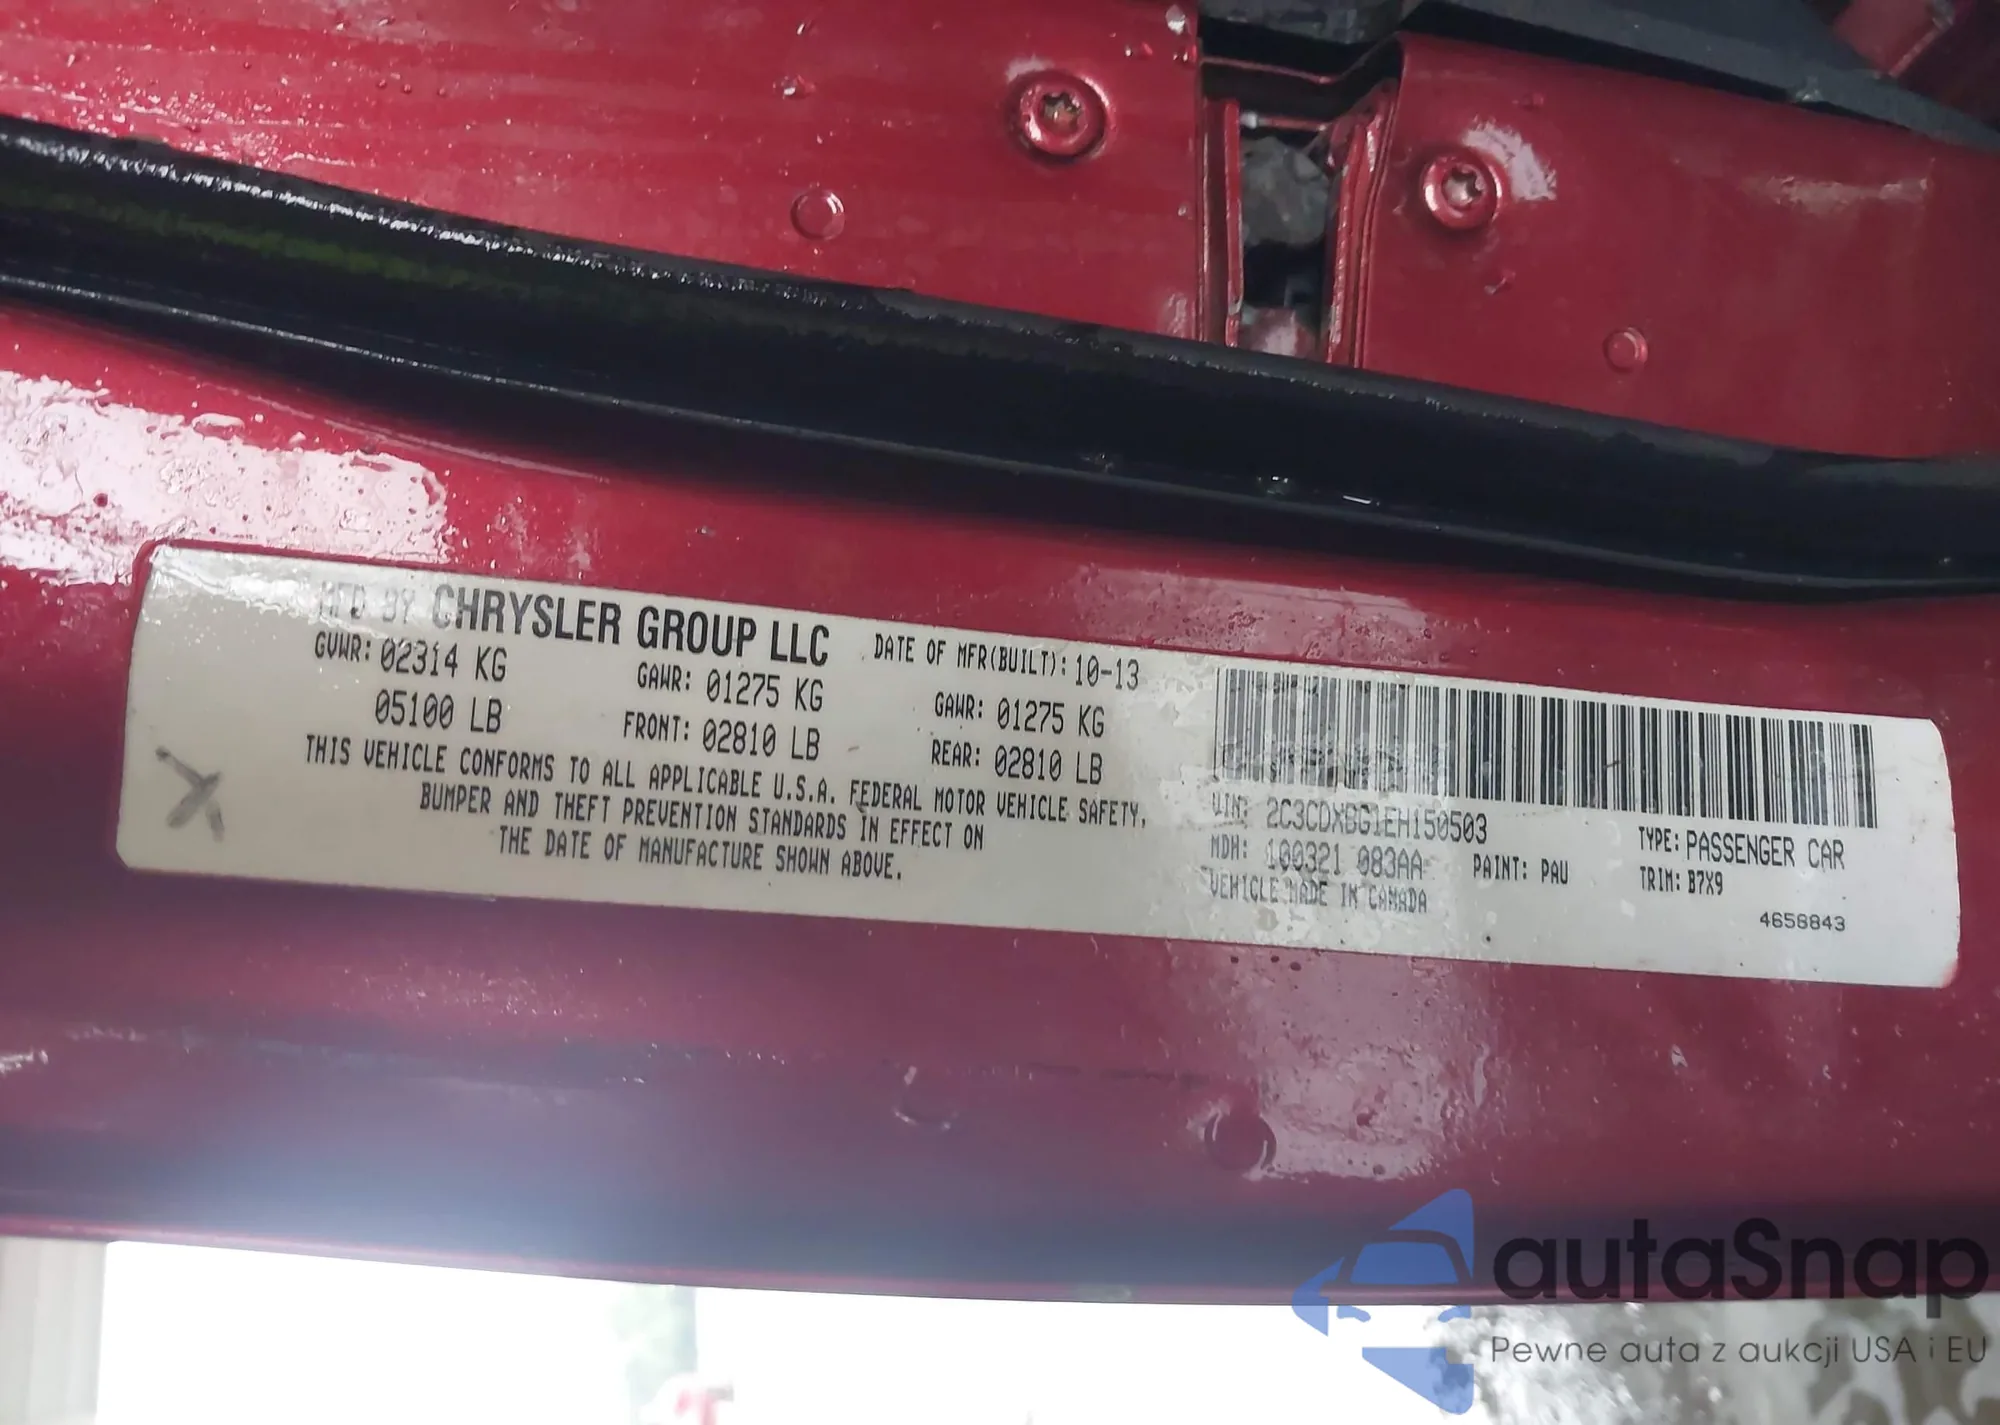 MFD BY CHRYSLER GROUP LLC DATE OF MFR(BUILT): 10-13
GVWR: 02314 KG GAWR: 01275 KG GAWR: 01275 KG
05100 LB FRONT: 02810 LB REAR: 02810 LB
THIS VEHICLE CONFORMS TO ALL APPLICABLE U.S.A. FEDERAL MOTOR VEHICLE SAFETY,
BUMPER AND THEFT PREVENTION STANDARDS IN EFFECT ON
THE DATE OF MANUFACTURE SHOWN ABOVE.
VIN: 2C3CDXBG1EH150503 TYPE: PASSENGER CAR
MDH: 100321 083AA PAINT: PAU TRIM: B7X9
VEHICLE MADE IN CANADA 4658843
autaSnap
Pewne auta z aukcji USA i EU